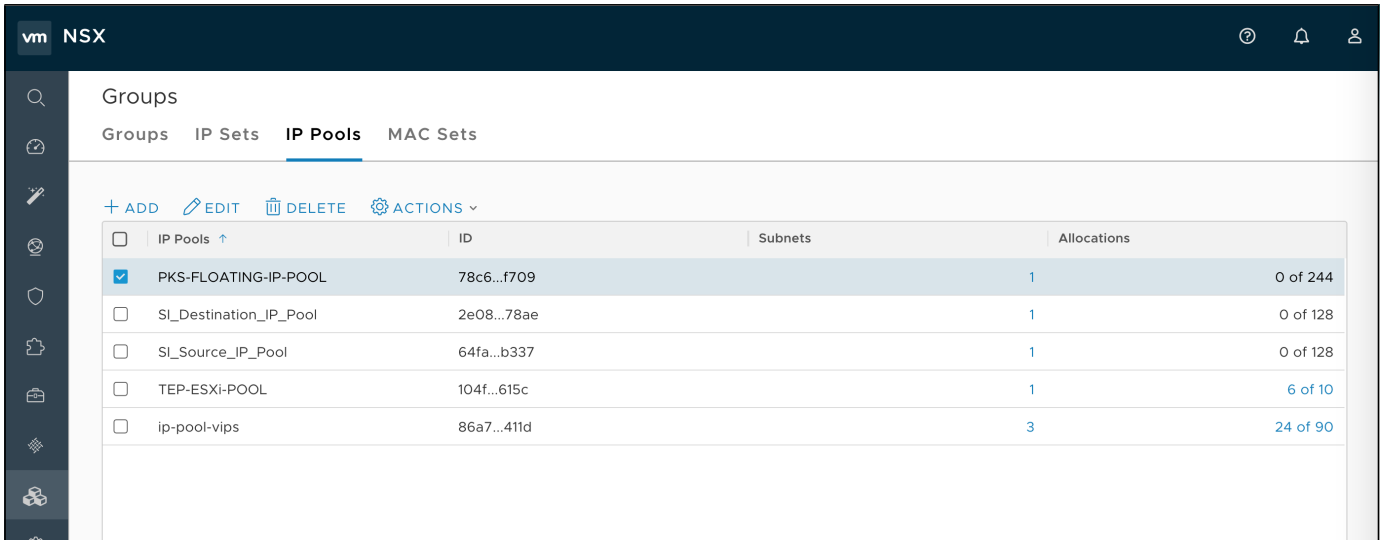 vm NSX
Groups
Groups IP Sets IP Pools MAC Sets
ADD EDIT DELETE ACTIONS
IP Pools ID Subnets Allocations
PKS-FLOATING-IP-POOL 78c6...f709 1 0 of 244
SI_Destination_IP_Pool 2e08...78ae 1 0 of 128
SI_Source_IP_Pool 64fa...b337 1 0 of 128
TEP-ESXi-POOL 104f...615c 1 6 of 10
ip-pool-vips 86a7...411d 3 24 of 90